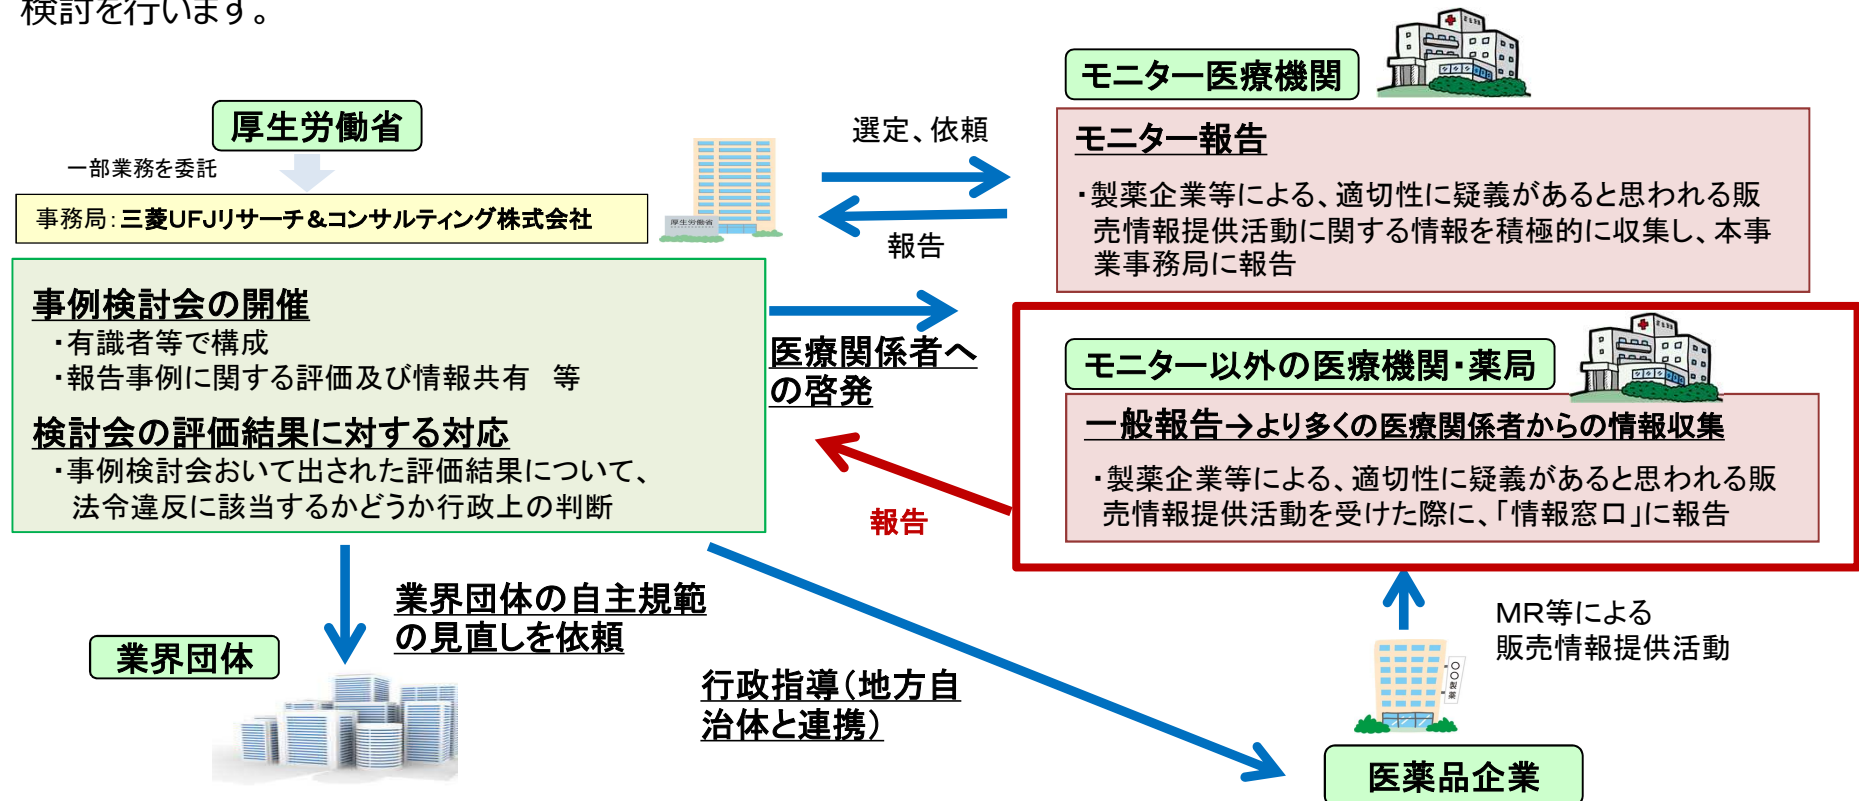 検討を行います。
厚生労働省
一部業務を委託
事務局：三菱UFJリサーチ＆コンサルティング株式会社
厚生労働省
事例検討会の開催
・有識者等で構成
・報告事例に関する評価及び情報共有　等
検討会の評価結果に対する対応
・事例検討会おいて出された評価結果について、
法令違反に該当するかどうか行政上の判断
選定、依頼
報告
医療関係者へ
の啓発
報告
モニター医療機関
モニター報告
・製薬企業等による、適切性に疑義があると思われる販
売情報提供活動に関する情報を積極的に収集し、本事
業事務局に報告
モニター以外の医療機関・薬局
一般報告→より多くの医療関係者からの情報収集
・製薬企業等による、適切性に疑義があると思われる販
売情報提供活動を受けた際に、「情報窓口」に報告
業界団体の自主規範
の見直しを依頼
業界団体
行政指導（地方自
治体と連携）
MR等による
販売情報提供活動
〇〇製薬
医薬品企業